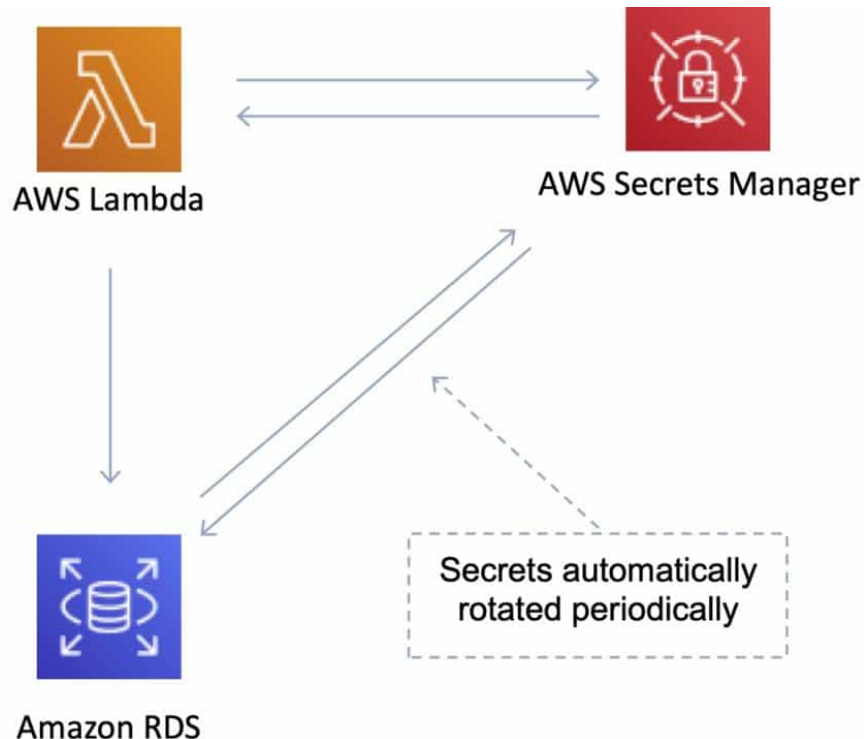 AWS Lambda
AWS Secrets Manager
Secrets automatically
rotated periodically
Amazon RDS